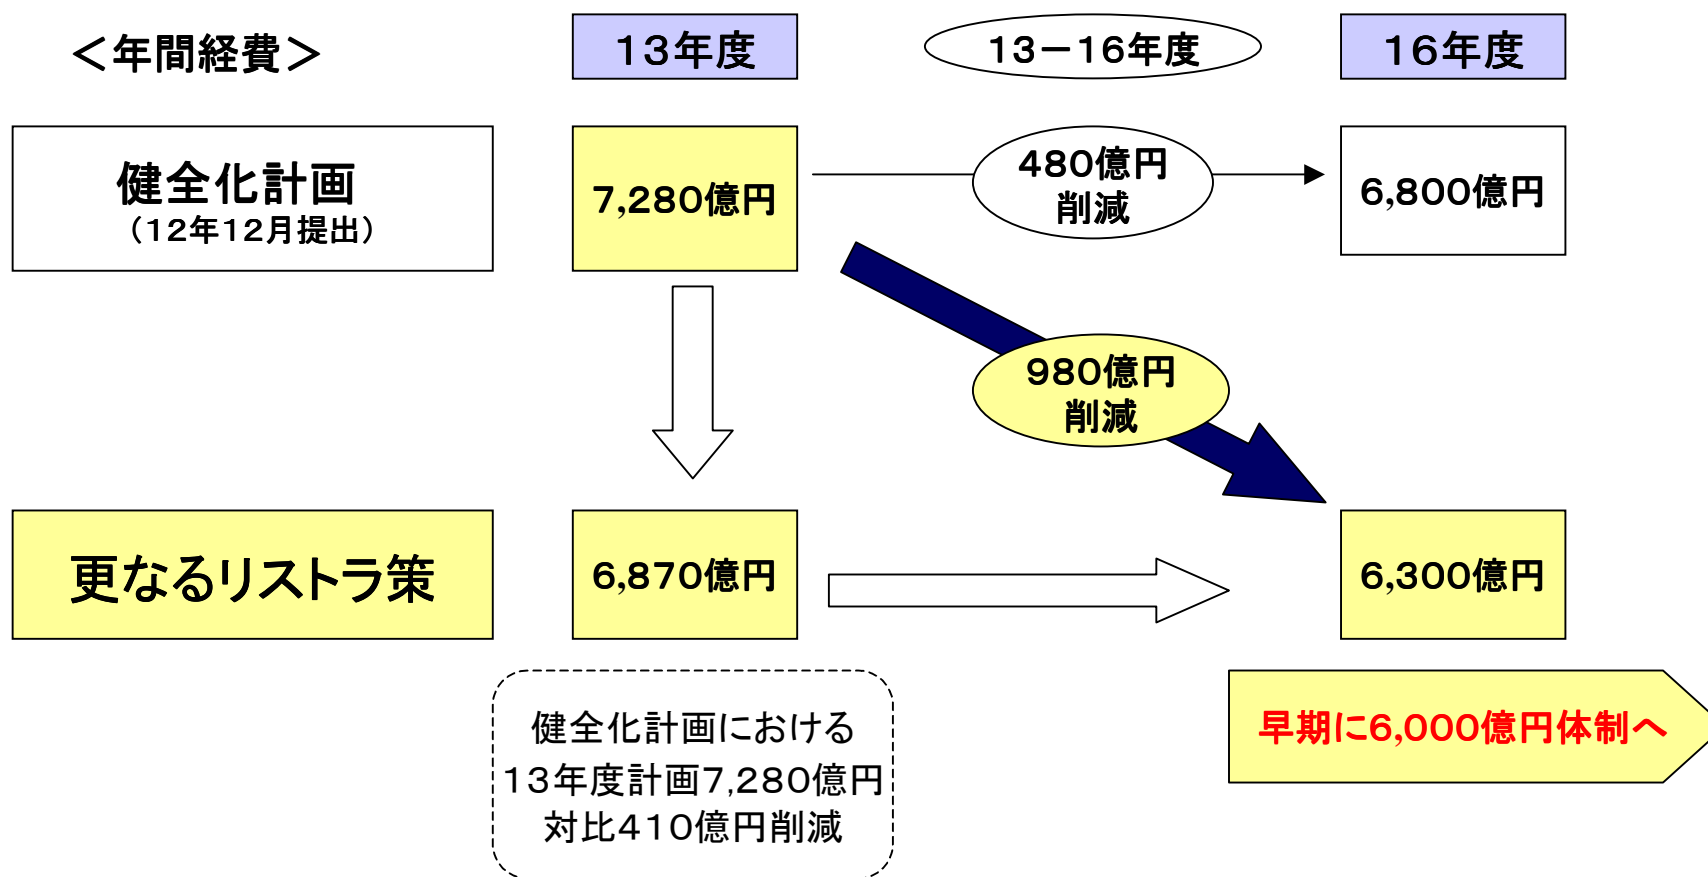 ＜年間経費＞
13年度
13－16年度
16年度
健全化計画
（12年12月提出）
7,280億円
480億円
削減
6,800億円
980億円
削減
更なるリストラ策
6,870億円
6,300億円
健全化計画における
13年度計画7,280億円
対比410億円削減
早期に6,000億円体制へ